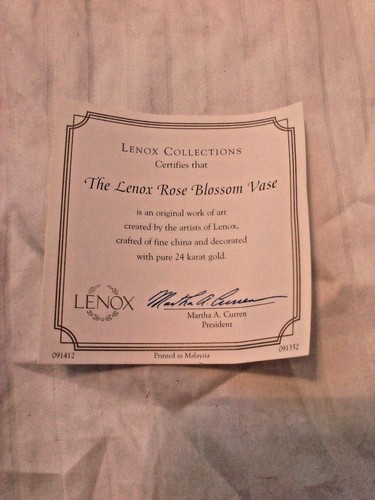 LENOX COLLECTIONS
Certifies that
The Lenox Rose Blossom Vase
is an original work of art
created by the artists of Lenox,
crafted of fine china and decorated
with pure 24 karat gold.
LENOX
Martha A. Curren
Martha A. Curren
President
091412
Printed in Malaysia
091352